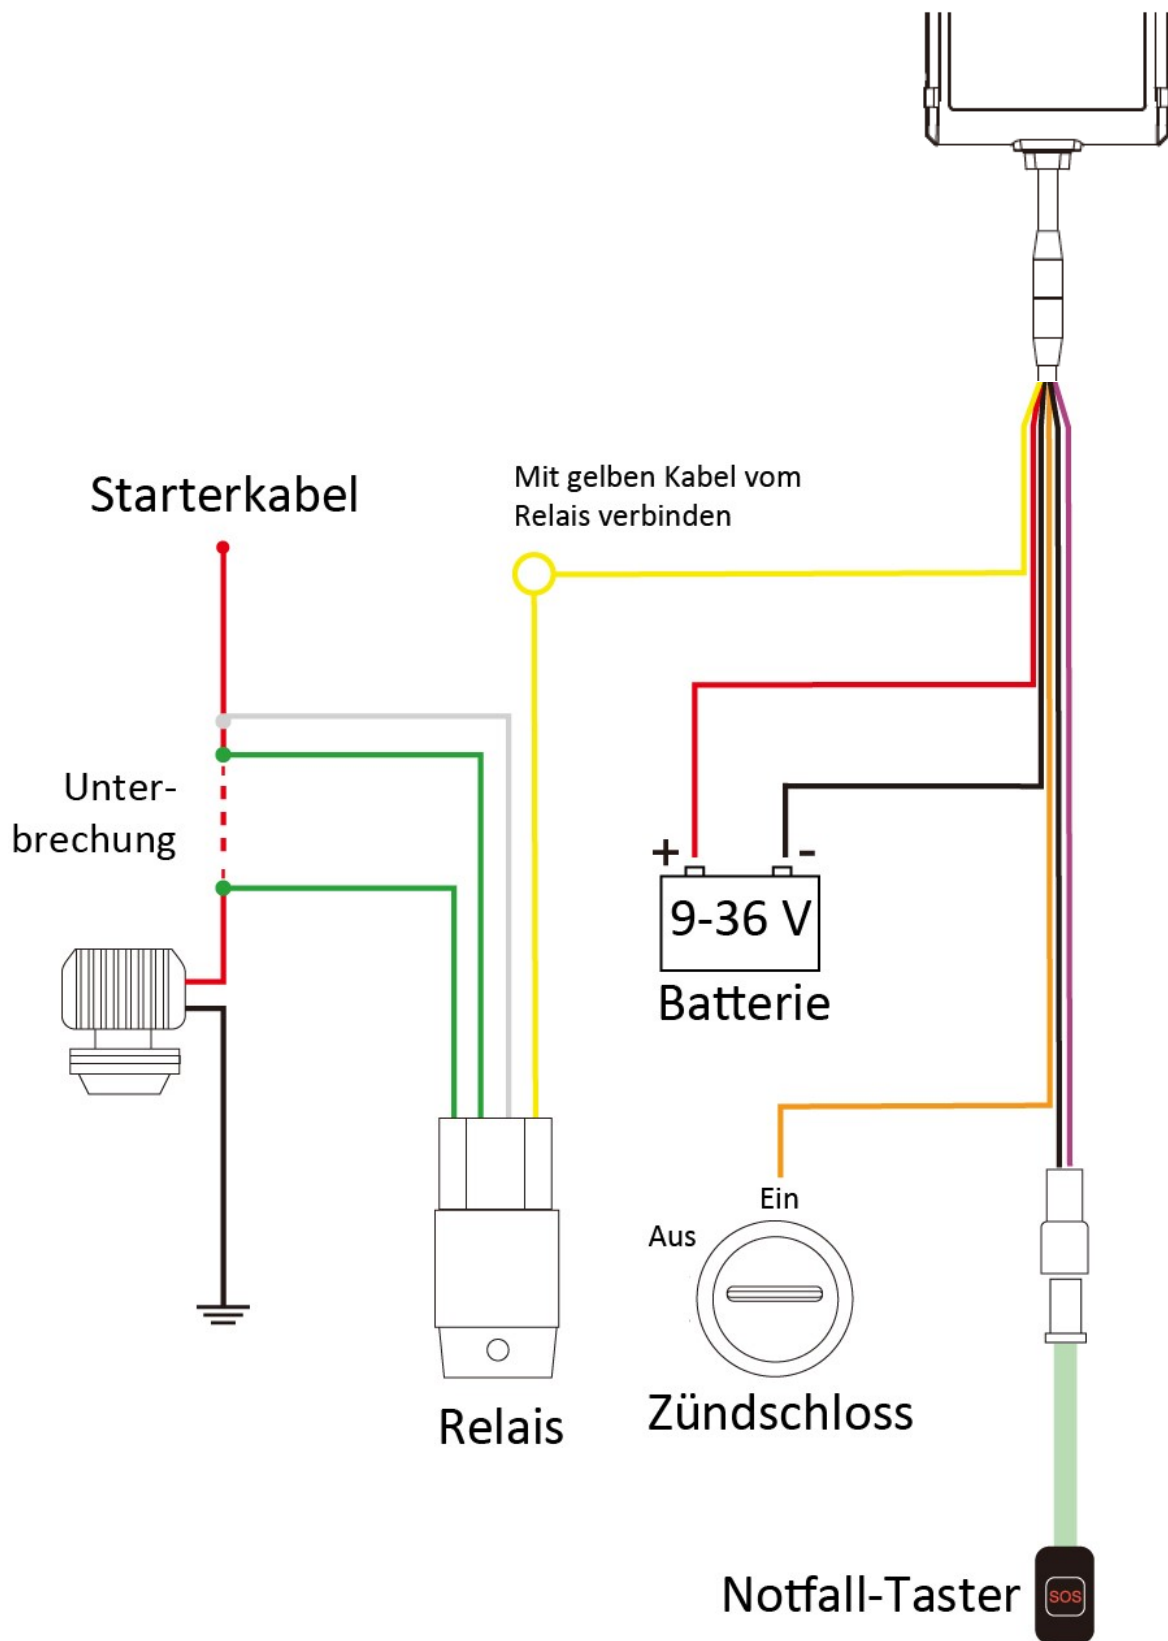 Starterkabel
Mit gelben Kabel vom
Relais verbinden
Unter-
brechung
+ -
9-36 V
Batterie
Ein
Aus
Relais
Zündschloss
Notfall-Taster
SOS